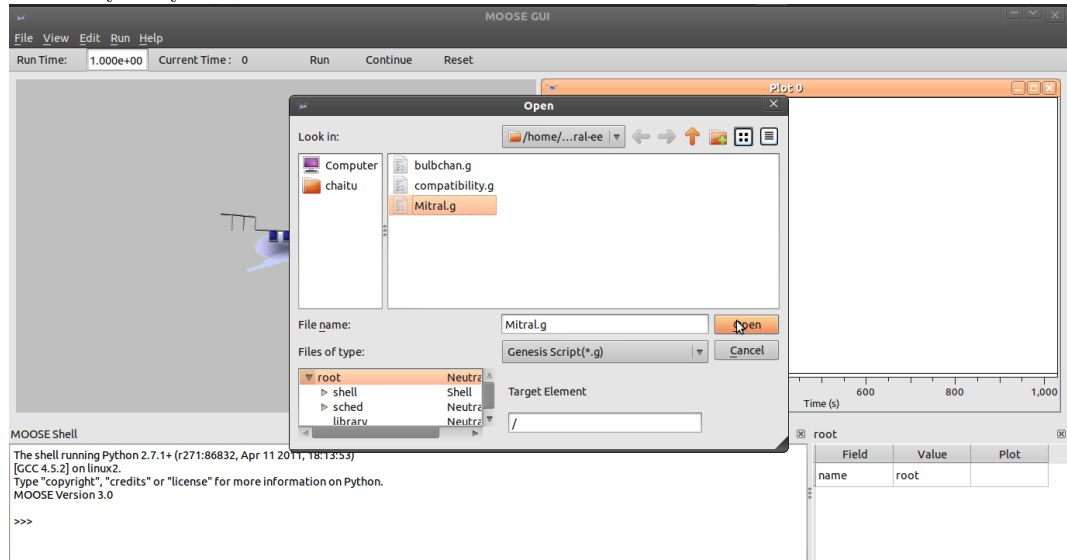 MOOSE GUI
File View Edit Run Help
Run Time: 1.000e+00 Current Time: 0 Run Continue Reset
Plot 0
Open
Look in: /home/...ral-ee
Computer
chaitu
bulbchan.g
compatibility.g
Mitral.g
File name: Mitral.g Open
Files of type: Genesis Script(*.g) Cancel
root Neutra
shell Shell
sched Neutra
library Neutra
Target Element
/
600 800 1,000
Time (s)
MOOSE Shell
The shell running Python 2.7.1+ (r271:86832, Apr 11 2011, 18:13:53)
[GCC 4.5.2] on linux2.
Type "copyright", "credits" or "license" for more information on Python.
MOOSE Version 3.0
>>>
root
Field Value Plot
name root